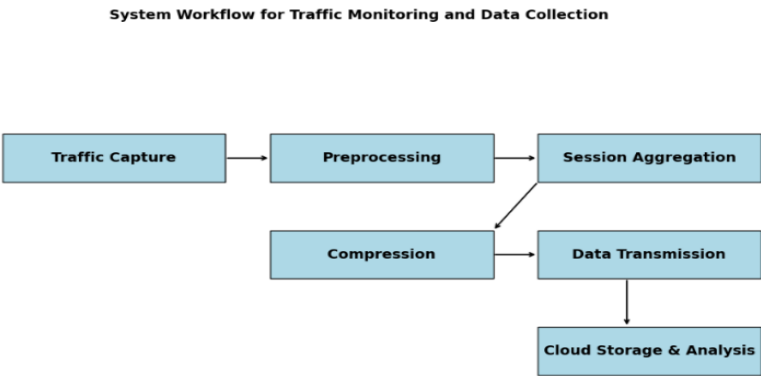 System Workflow for Traffic Monitoring and Data Collection
Traffic Capture
Preprocessing
Session Aggregation
Compression
Data Transmission
Cloud Storage & Analysis